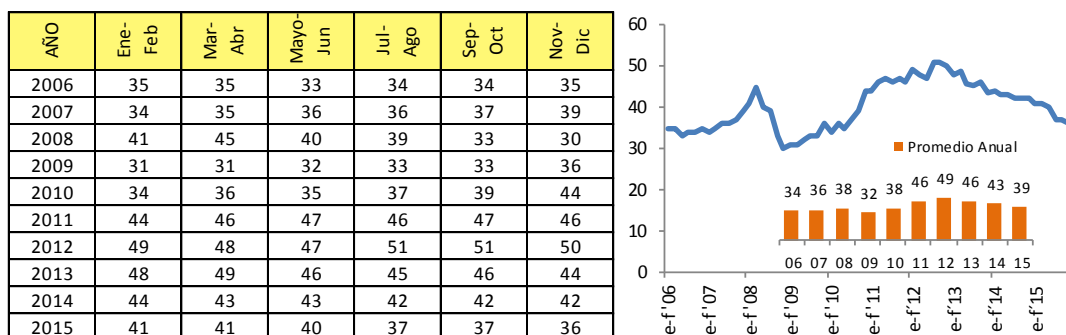 AÑO Ene-Feb Mar-Abr Mayo-Jun Jul-Ago Sep-Oct Nov-Dic
2006 35 35 33 34 34 35
2007 34 35 36 36 37 39
2008 41 45 40 39 33 30
2009 31 31 32 33 33 36
2010 34 36 35 37 39 44
2011 44 46 47 46 47 46
2012 49 48 47 51 51 50
2013 48 49 46 45 46 44
2014 44 43 43 42 42 42
2015 41 41 40 37 37 36
60
50
40
30
20
10
0
Promedio Anual
34 36 38 32 38 46 49 46 43 39
06 07 08 09 10 11 12 13 14 15
e-f'06 e-f'07 e-f'08 e-f'09 e-f'10 e-f'11 e-f'12 e-f'13 e-f'14 e-f'15